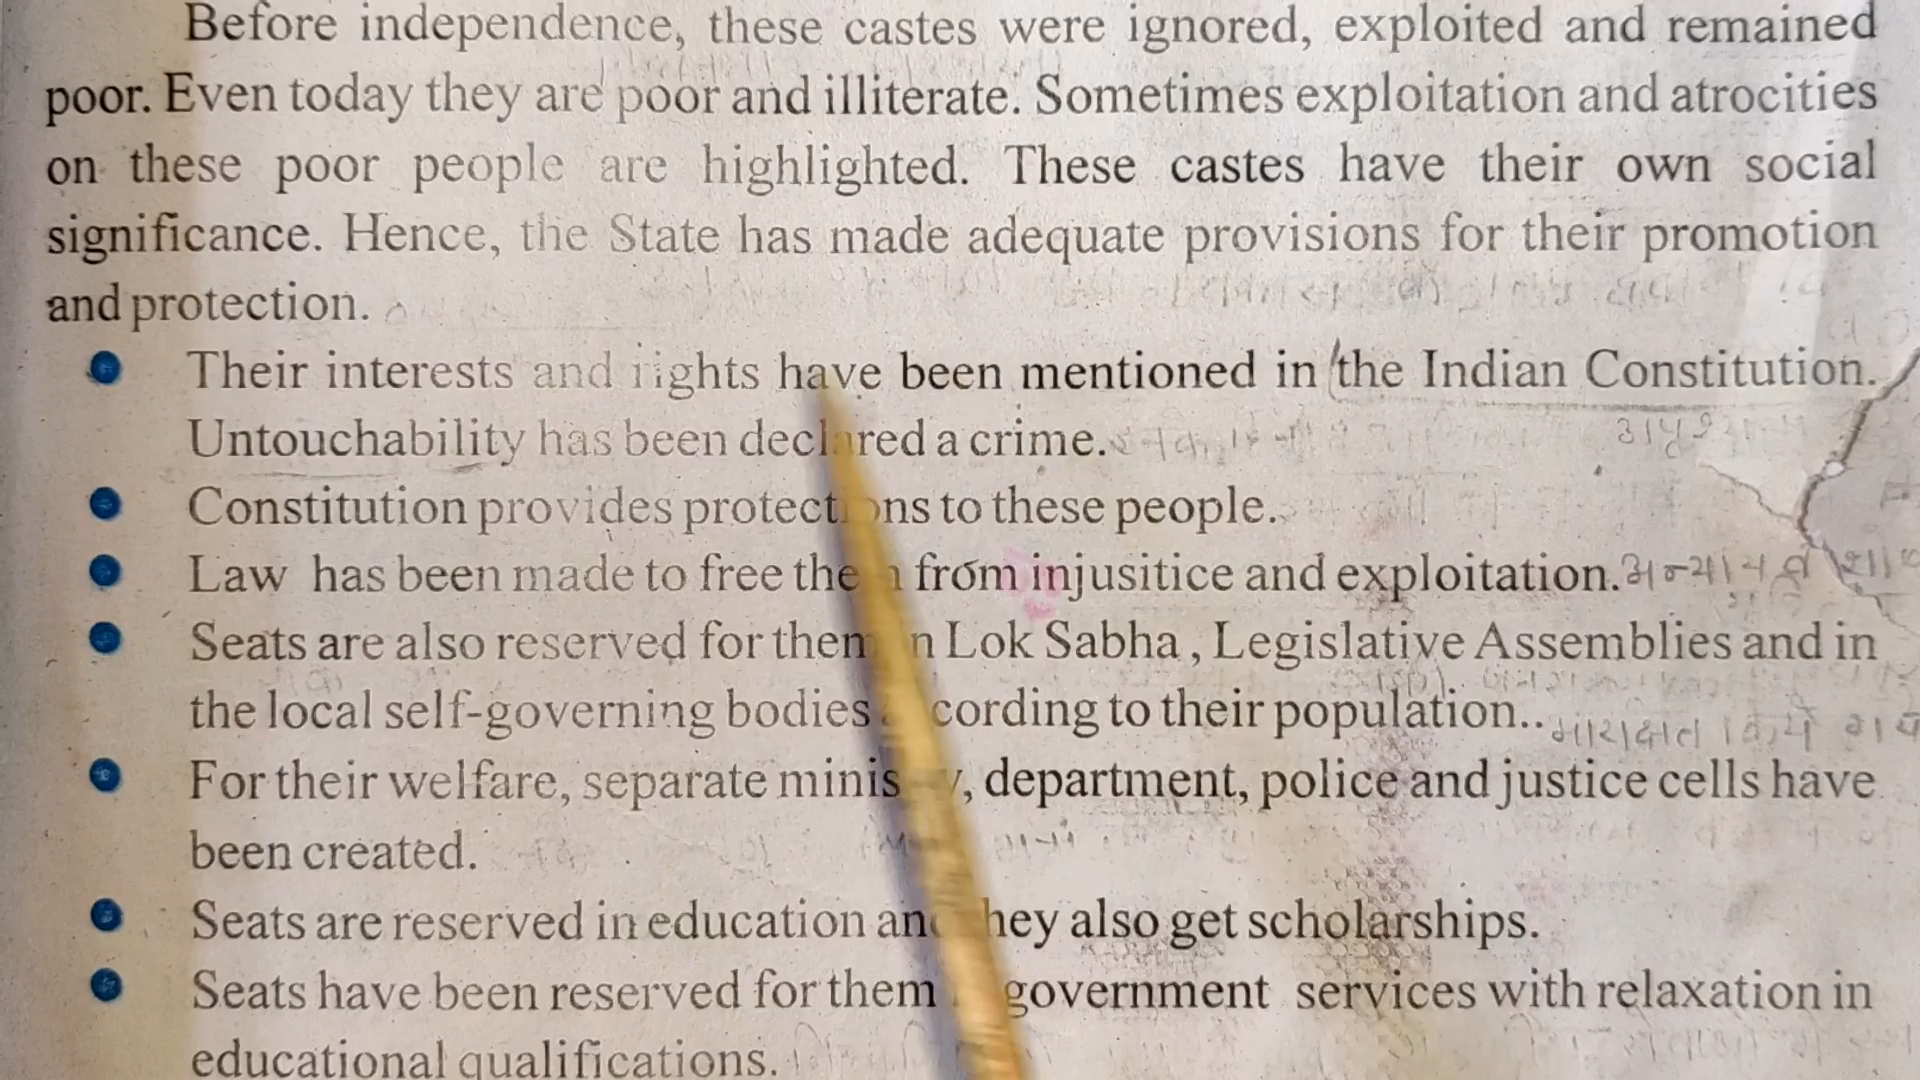 Before independence, these castes were ignored, exploited and remained
poor. Even today they are poor and illiterate. Sometimes exploitation and atrocities
on these poor people are highlighted. These castes have their own social
significance. Hence, the State has made adequate provisions for their promotion
and protection.
Their interests and rights have been mentioned in the Indian Constitution.
Untouchability has been declared a crime.
Constitution provides protections to these people.
Law has been made to free them from injusitice and exploitation.
Seats are also reserved for them in Lok Sabha , Legislative Assemblies and in
the local self-governing bodies according to their population..
For their welfare, separate ministry, department, police and justice cells have
been created.
Seats are reserved in education and they also get scholarships.
Seats have been reserved for them government services with relaxation in
educational qualifications.